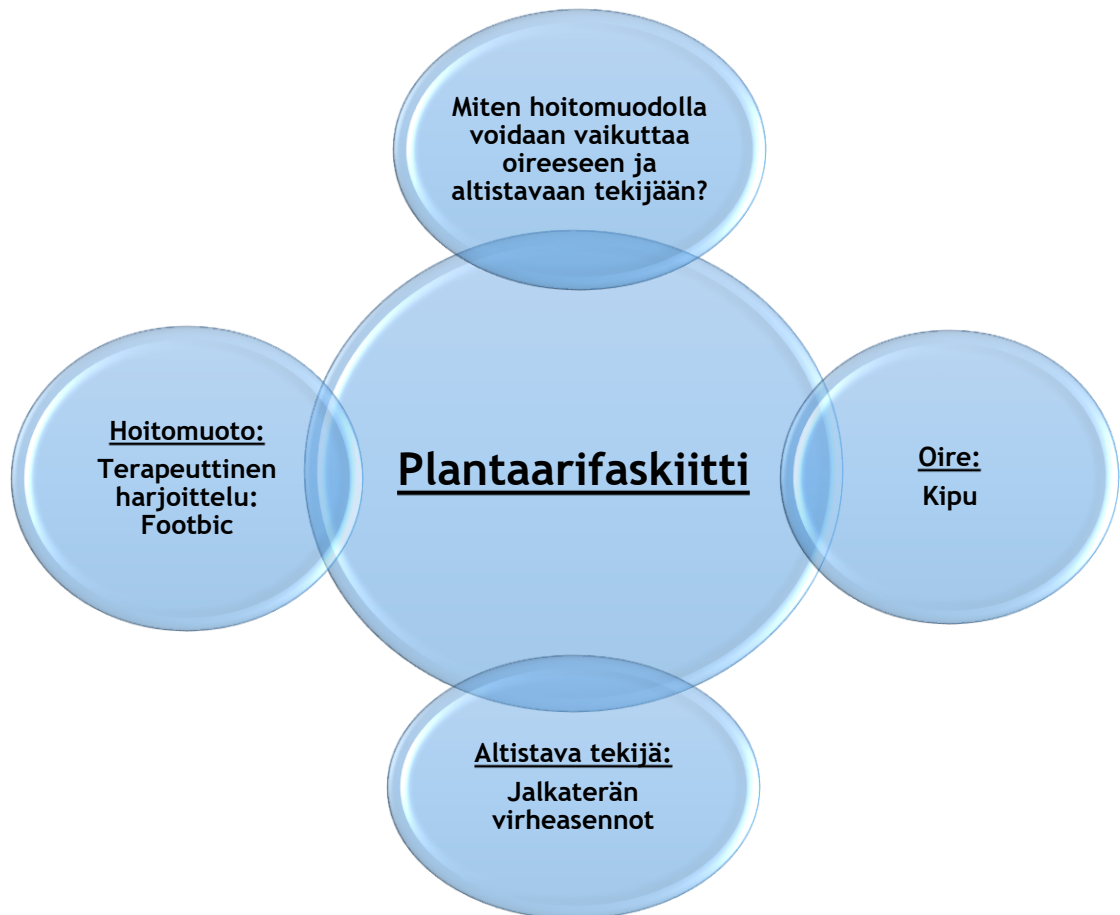 Miten hoitomuodolla
voidaan vaikuttaa
oireeseen ja
altistavaan tekijään?
Hoitomuoto:
Terapeuttinen
harjoittelu:
Footbic
Plantaarifaskiitti
Oire:
Kipu
Altistava tekijä:
Jalkaterän
virheasennot